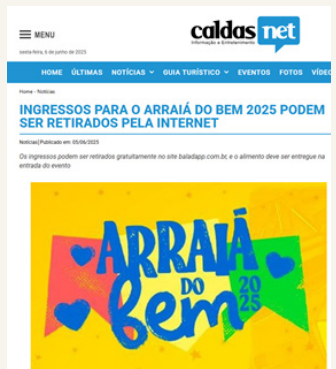 MENU
caldas net
Informação e Entretenimento
sexta-feira, 6 de junho de 2025
HOME ÚLTIMAS NOTÍCIAS GUIA TURÍSTICO EVENTOS FOTOS VÍDEO
Home - Notícias
INGRESSOS PARA O ARRAIÁ DO BEM 2025 PODEM
SER RETIRADOS PELA INTERNET
Notícias|Publicado em: 05/06/2025
Os ingressos podem ser retirados gratuitamente no site baladapp.com.br, e o alimento deve ser entregue na
entrada do evento
ARRAIÁ
DO
Bem
20
25